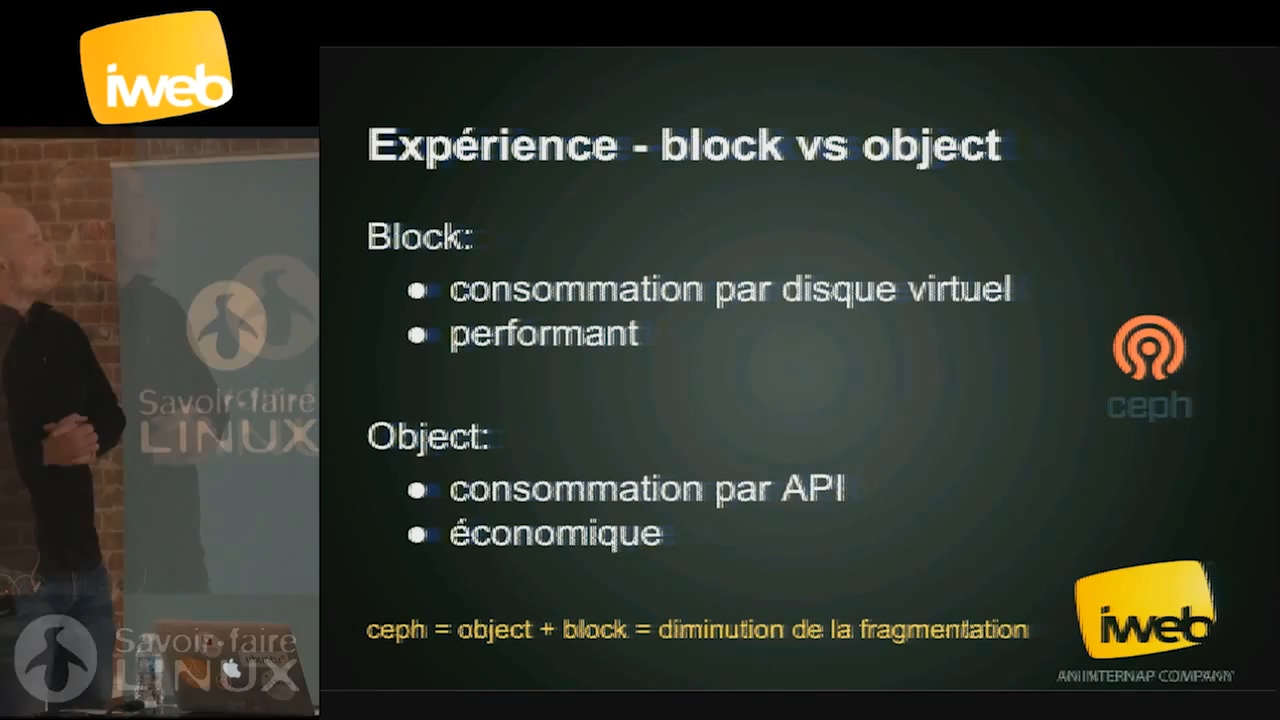 iweb
Expérience - block vs object
Block:
● consommation par disque virtuel
● performant
Object:
● consommation par API
● économique
ceph
ceph = object + block = diminution de la fragmentation
iweb
AN INTERNAP COMPANY
Savoir-faire
LINUX
Savoir-faire
LINUX